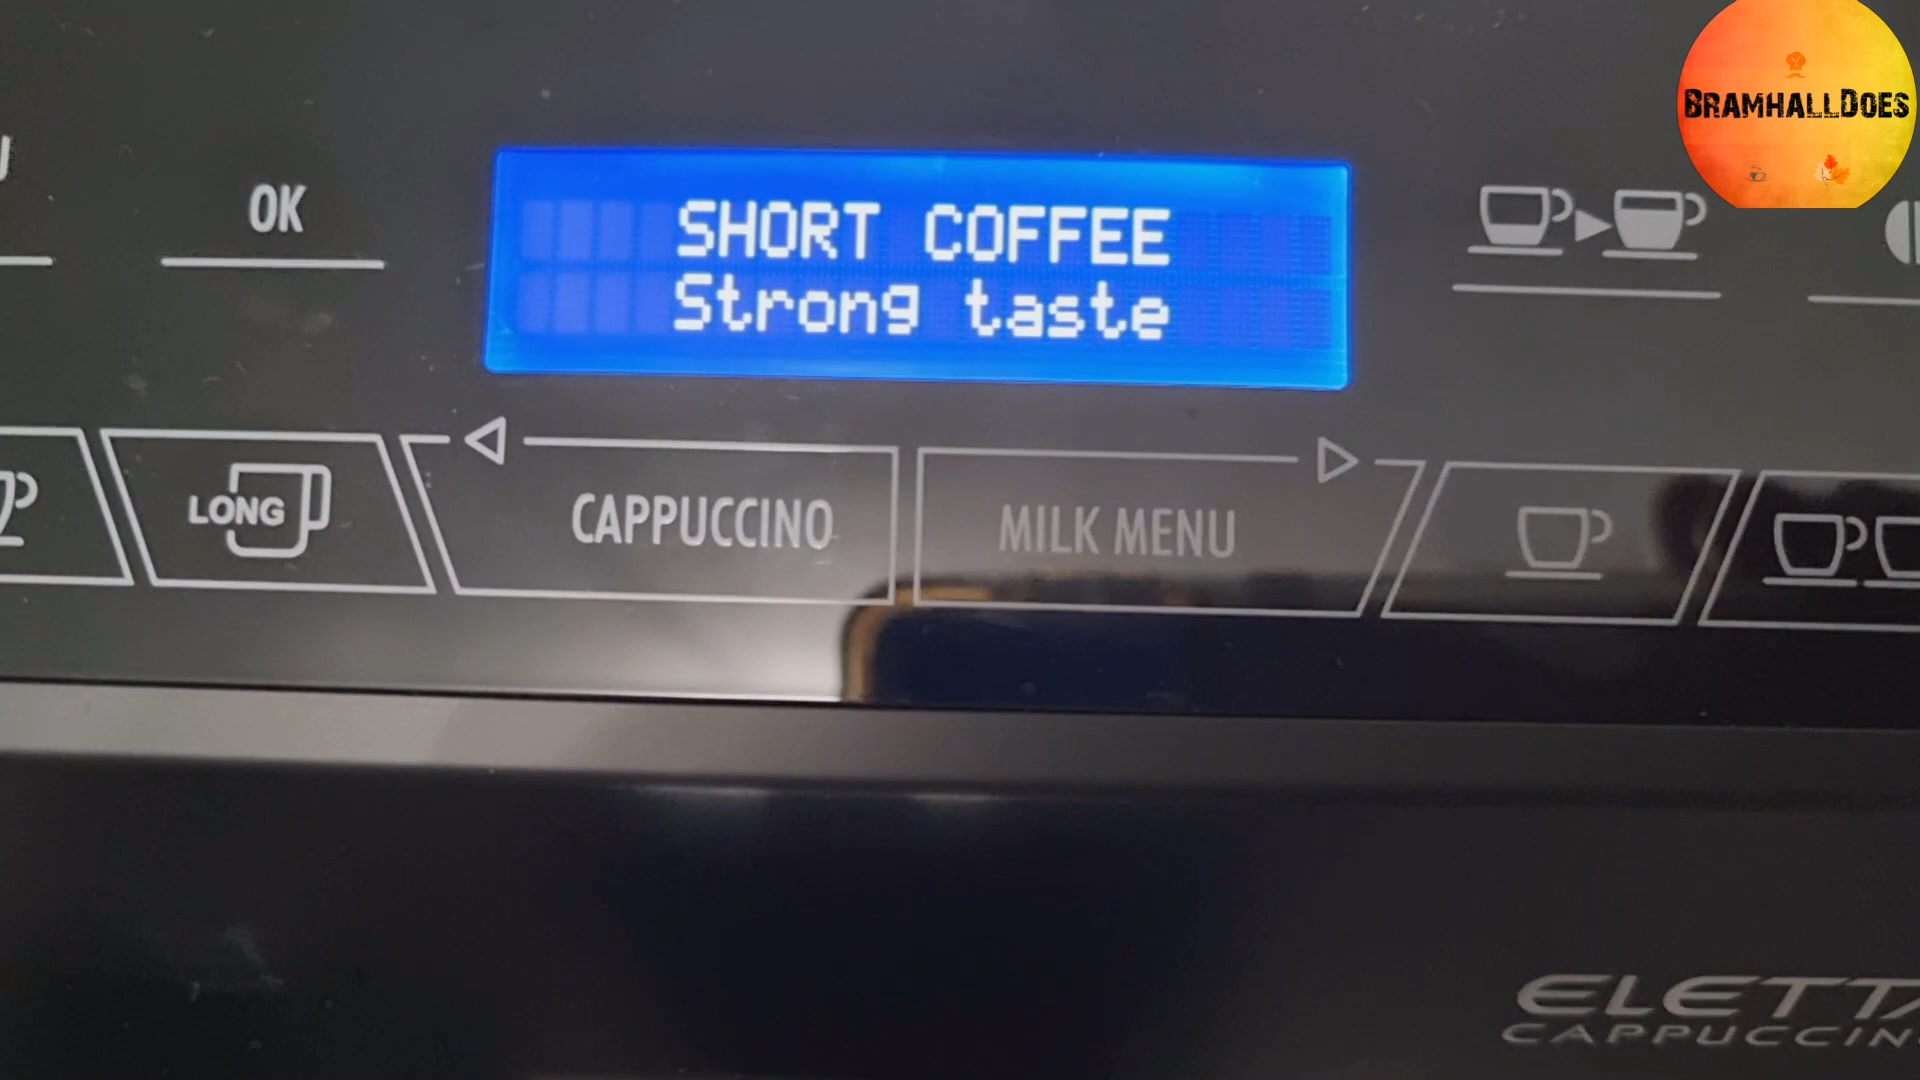 BRAMHALLDOES
OK
SHORT COFFEE
Strong taste
LONG
CAPPUCCINO
MILK MENU